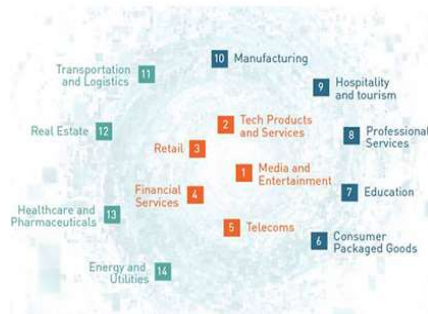 10 Manufacturing
Transportation
and Logistics 11
9 Hospitality
and tourism
2 Tech Products
and Services
Real Estate 12
8 Professional
Services
Retail 3
1 Media and
Entertainment
Financial
Services 4
7 Education
Healthcare and
Pharmaceuticals 13
5 Telecoms
6 Consumer
Packaged Goods
Energy and
Utilities 14